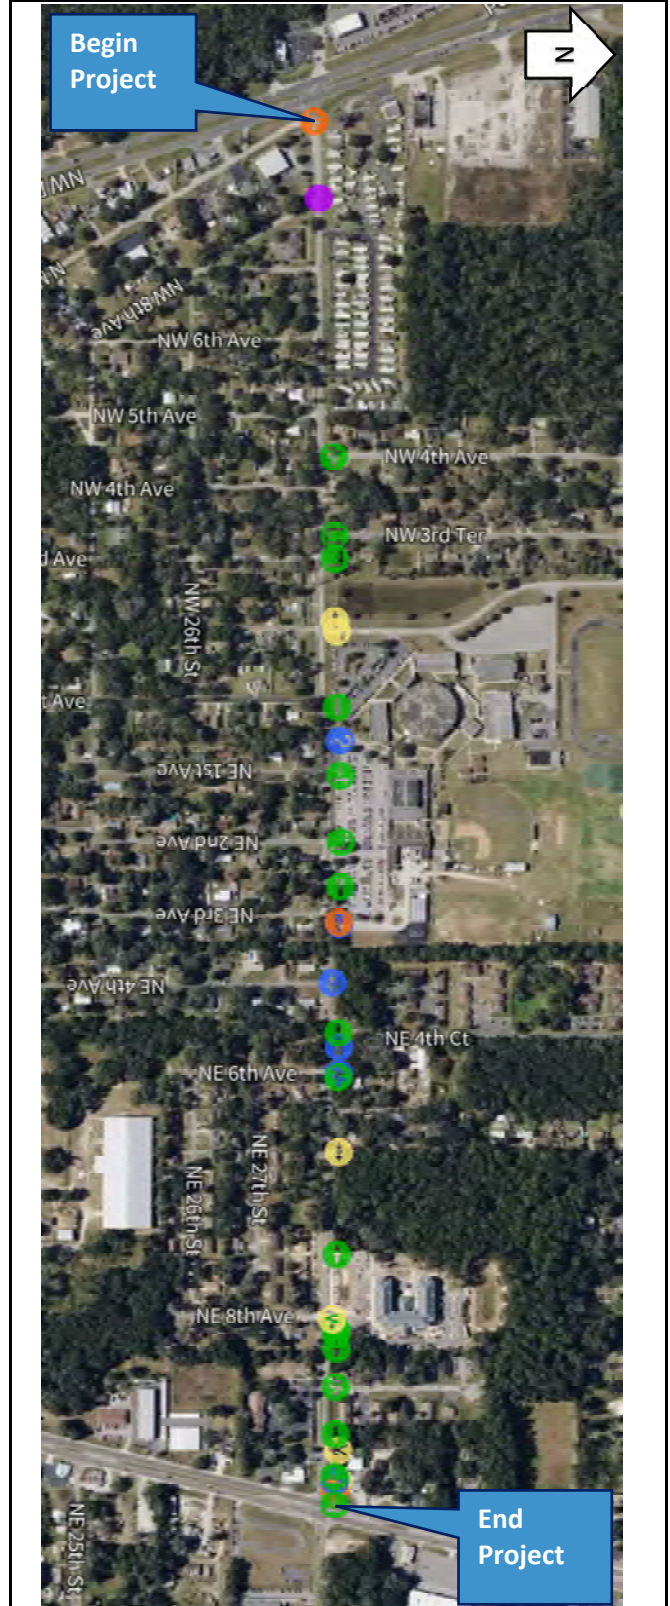 Begin
Project
N
NW 8th Ave
NW 6th Ave
NW 5th Ave
NW 4th Ave
NW 4th Ave
NW 3rd Ter
d Ave
NW 26th St
t Ave
NE 1st Ave
NE 2nd Ave
NE 3rd Ave
NE 4th Ave
NE 4th Ct
NE 6th Ave
NE 27th St
NE 26th St
NE 8th Ave
NE 25th St
End
Project